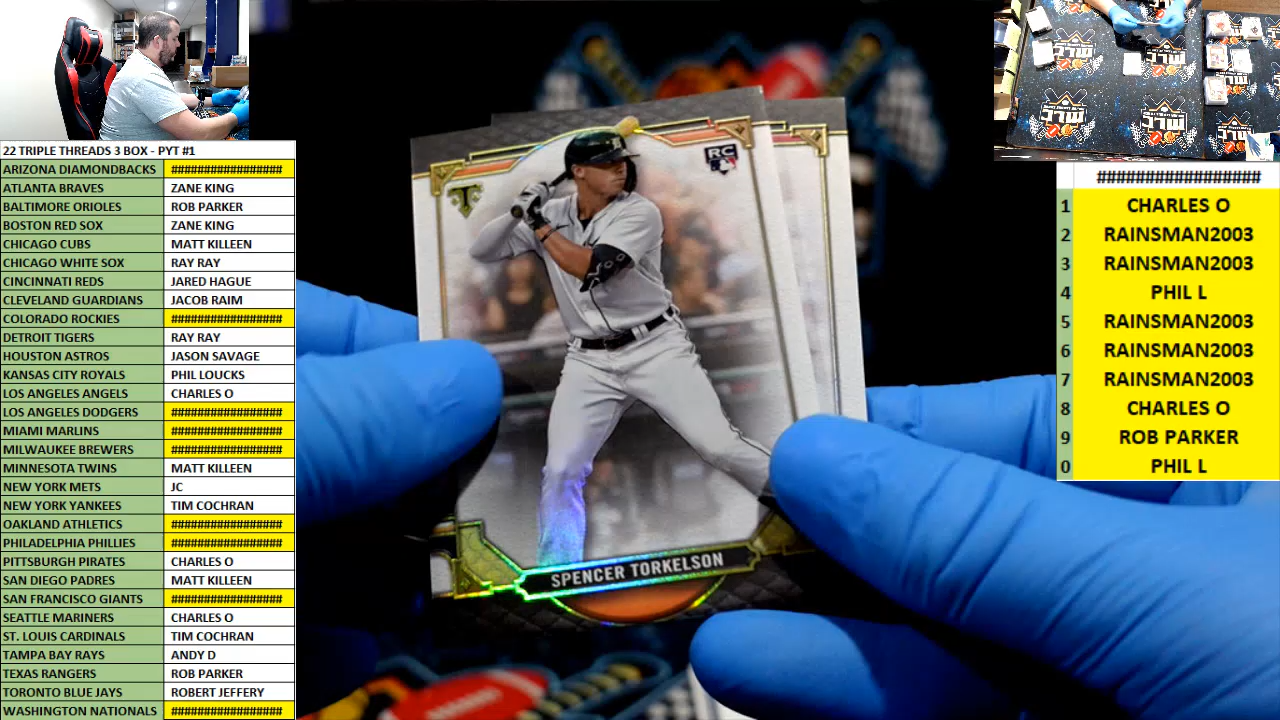 22 TRIPLE THREADS 3 BOX - PYT #1
ARIZONA DIAMONDBACKS #################
ATLANTA BRAVES ZANE KING
BALTIMORE ORIOLES ROB PARKER
BOSTON RED SOX ZANE KING
CHICAGO CUBS MATT KILLEEN
CHICAGO WHITE SOX RAY RAY
CINCINNATI REDS JARED HAGUE
CLEVELAND GUARDIANS JACOB RAIM
COLORADO ROCKIES #################
DETROIT TIGERS RAY RAY
HOUSTON ASTROS JASON SAVAGE
KANSAS CITY ROYALS PHIL LOUCKS
LOS ANGELES ANGELS CHARLES O
LOS ANGELES DODGERS #################
MIAMI MARLINS #################
MILWAUKEE BREWERS #################
MINNESOTA TWINS MATT KILLEEN
NEW YORK METS JC
NEW YORK YANKEES TIM COCHRAN
OAKLAND ATHLETICS #################
PHILADELPHIA PHILLIES #################
PITTSBURGH PIRATES CHARLES O
SAN DIEGO PADRES MATT KILLEEN
SAN FRANCISCO GIANTS #################
SEATTLE MARINERS CHARLES O
ST. LOUIS CARDINALS TIM COCHRAN
TAMPA BAY RAYS ANDY D
TEXAS RANGERS ROB PARKER
TORONTO BLUE JAYS ROBERT JEFFERY
WASHINGTON NATIONALS #################
RC
SPENCER TORKELSON
#################
1 CHARLES O
2 RAINSMAN2003
3 RAINSMAN2003
4 PHIL L
5 RAINSMAN2003
6 RAINSMAN2003
7 RAINSMAN2003
8 CHARLES O
9 ROB PARKER
0 PHIL L